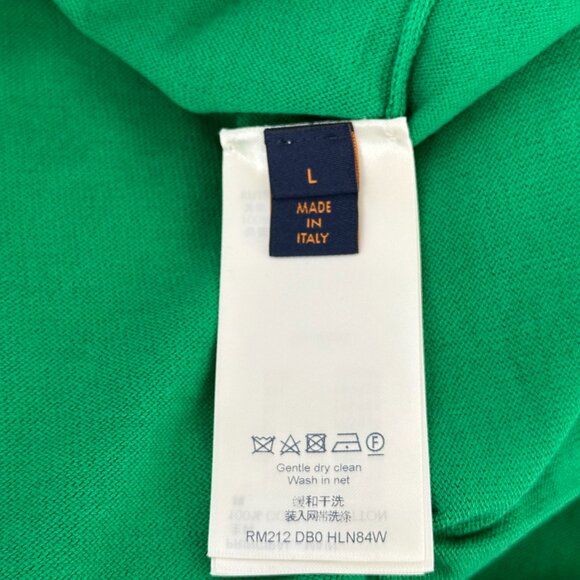 L
MADE
IN
ITALY
F
Gentle dry clean
Wash in net
缓和干洗
装入网兜洗涤
RM212 DB0 HLN84W